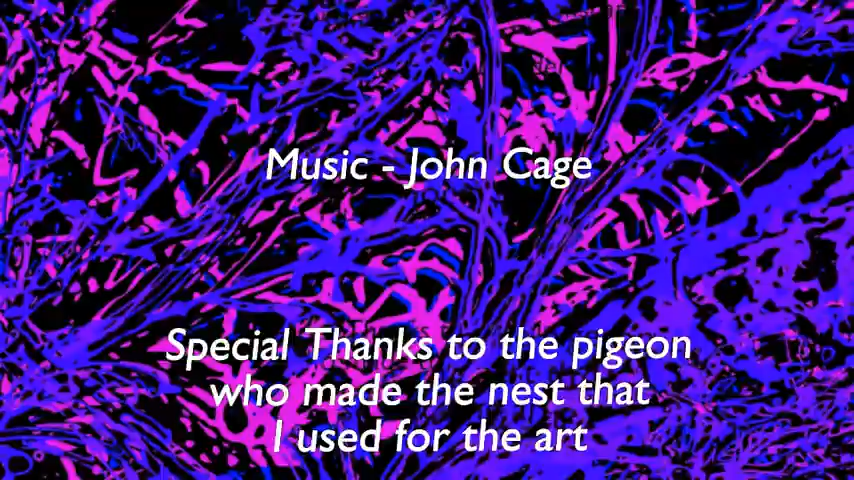 Music - John Cage
Special Thanks to the pigeon
who made the nest that
I used for the art